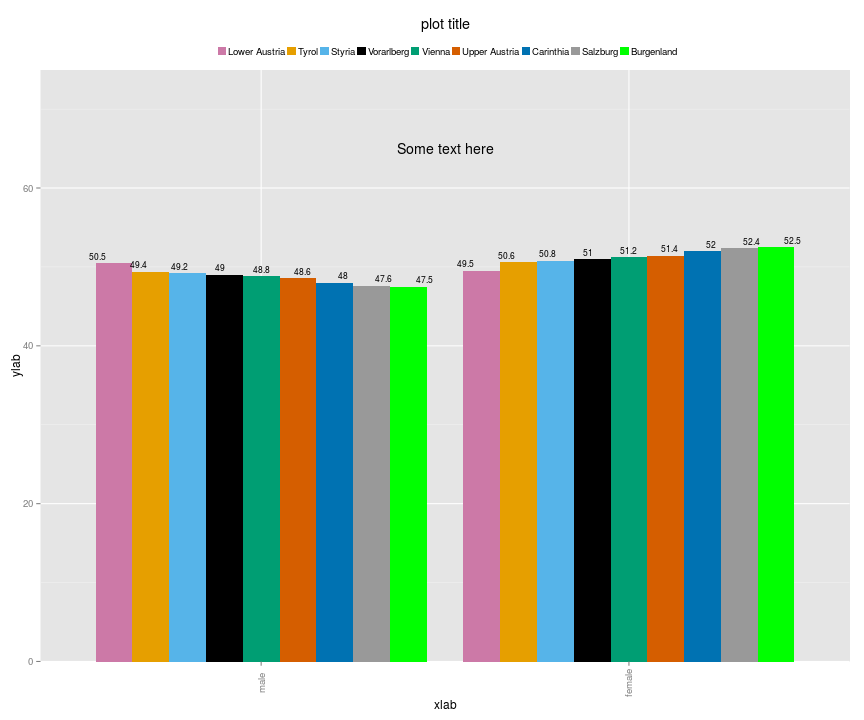 plot title
Lower Austria Tyrol Styria Vorarlberg Vienna Upper Austria Carinthia Salzburg Burgenland
Some text here
60
40
20
0
ylab
50.5 49.4 49.2 49 48.8 48.6 48 47.6 47.5
49.5 50.6 50.8 51 51.2 51.4 52 52.4 52.5
male female
xlab